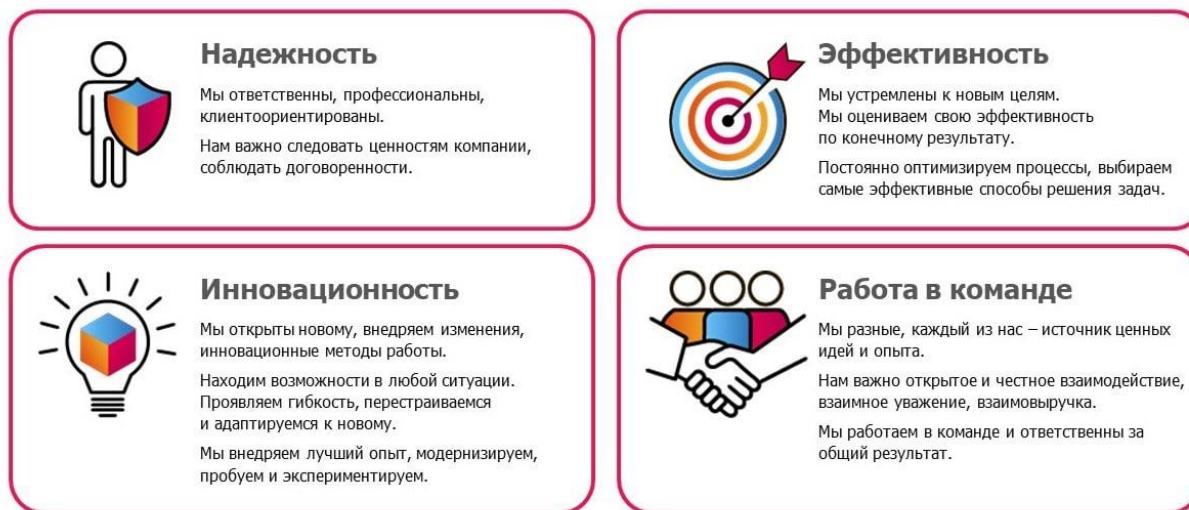 Надежность
Мы ответственны, профессиональны,
клиентоориентированы.
Нам важно следовать ценностям компании,
соблюдать договоренности.
Эффективность
Мы устремлены к новым целям.
Мы оцениваем свою эффективность
по конечному результату.
Постоянно оптимизируем процессы, выбираем
самые эффективные способы решения задач.
Инновационность
Мы открыты новому, внедряем изменения,
инновационные методы работы.
Находим возможности в любой ситуации.
Проявляем гибкость, перестраиваемся
и адаптируемся к новому.
Мы внедряем лучший опыт, модернизируем,
пробуем и экспериментируем.
Работа в команде
Мы разные, каждый из нас – источник ценных
идей и опыта.
Нам важно открытое и честное взаимодействие,
взаимное уважение, взаимовыручка.
Мы работаем в команде и ответственны за
общий результат.